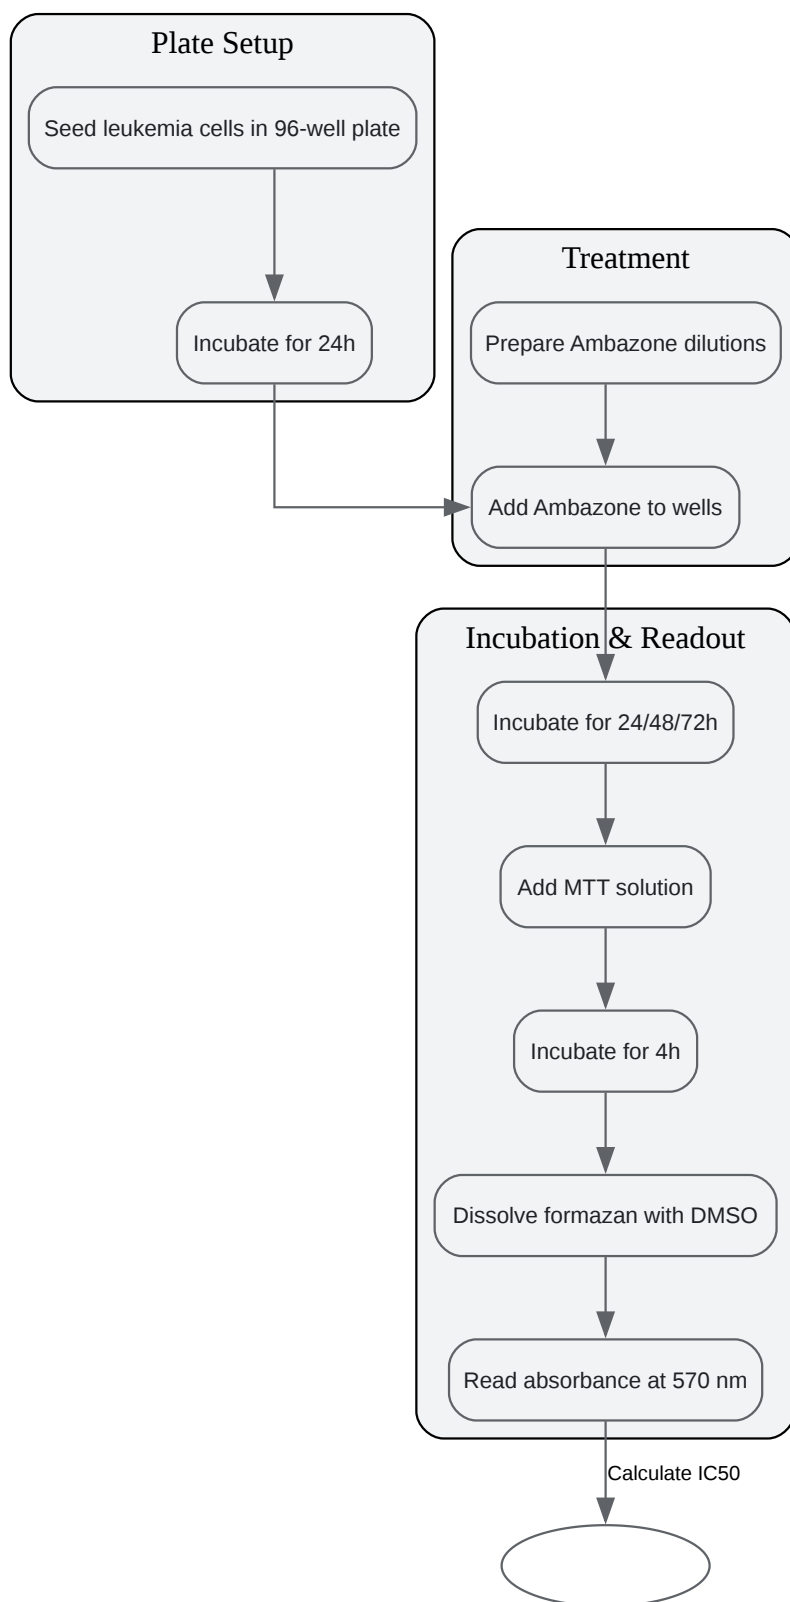 Plate Setup
Seed leukemia cells in 96-well plate
Incubate for 24h
Treatment
Prepare Ambazone dilutions
Add Ambazone to wells
Incubation & Readout
Incubate for 24/48/72h
Add MTT solution
Incubate for 4h
Dissolve formazan with DMSO
Read absorbance at 570 nm
Calculate IC50